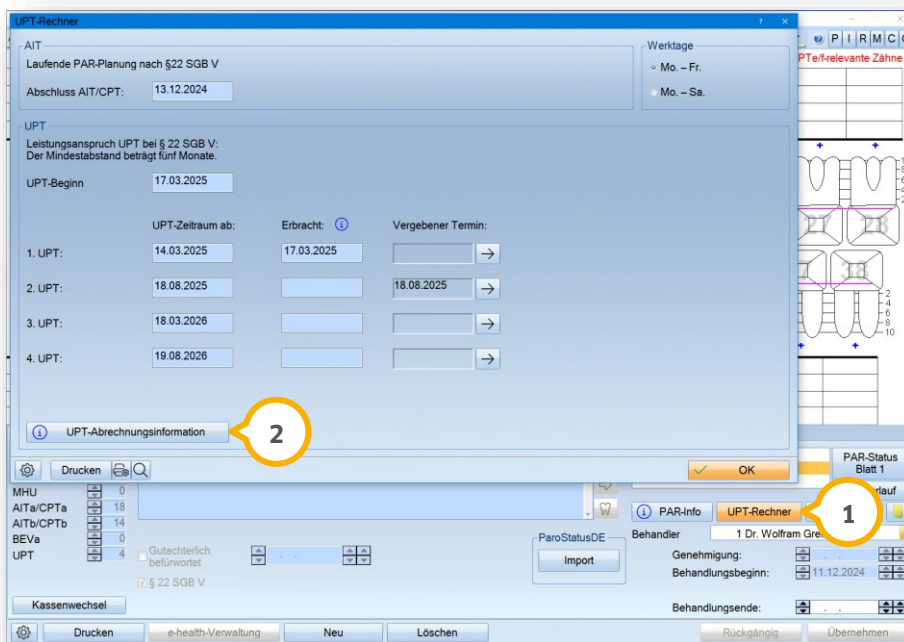 UPT-Rechner
? ×
P I R M C
AIT
Laufende PAR-Planung nach §22 SGB V
Abschluss AIT/CPT: 13.12.2024
Werktage
Mo. – Fr.
Mo. – Sa.
PTe/f-relevante Zähne
UPT
Leistungsanspruch UPT bei § 22 SGB V:
Der Mindestabstand beträgt fünf Monate.
UPT-Beginn 17.03.2025
UPT-Zeitraum ab: Erbracht: Vergebener Termin:
1. UPT: 14.03.2025 17.03.2025
2. UPT: 18.08.2025 18.08.2025
3. UPT: 18.03.2026
4. UPT: 19.08.2026
27 28
38
2
4
6
8
10
UPT-Abrechnungsinformation
2
Drucken
OK
PAR-Status
Blatt 1
MHU 0
AITa/CPTa 18
AITb/CPTb 14
BEVa 0
UPT 4
Gutachterlich
befürwortet
§ 22 SGB V
Kassenwechsel
ParoStatusDE
Import
PAR-Info
UPT-Rechner
1
Behandler 1 Dr. Wolfram
Genehmigung: . .
Behandlungsbeginn: 11.12.2024
Behandlungsende: . .
Drucken
e-health-Verwaltung
Neu
Löschen
Rückgängig
Übernehmen